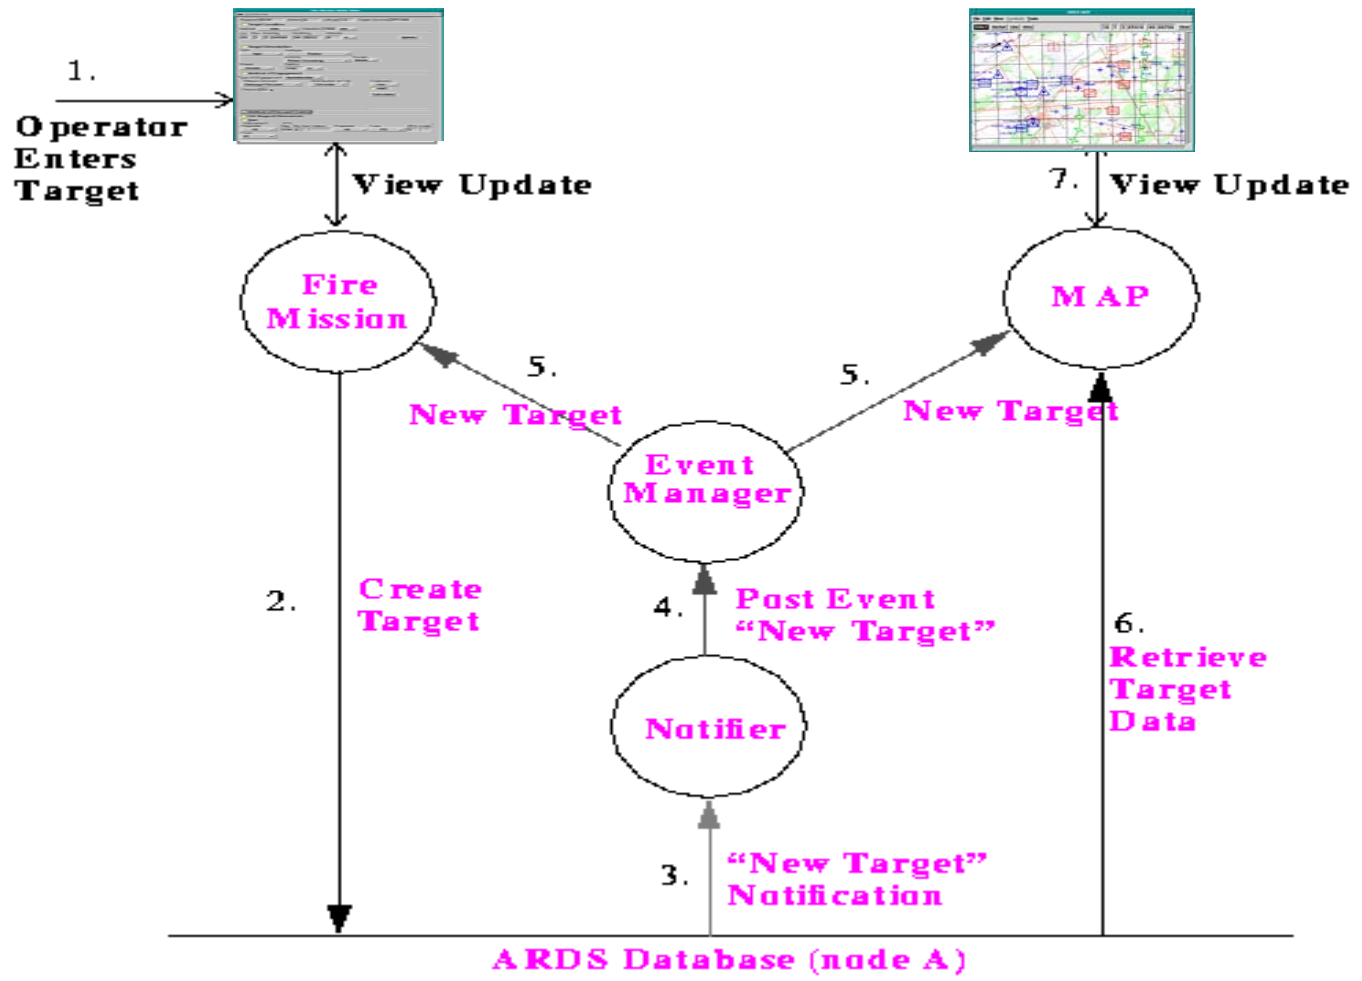 1.
Operator
Enters
Target
View Update
7.
View Update
Fire
Mission
MAP
5.
New Target
5.
New Target
Event
Manager
2.
Create
Target
4.
Post Event
“New Target”
6.
Retrieve
Target
Data
Notifier
3.
“New Target”
Notification
ARDS Database (node A)